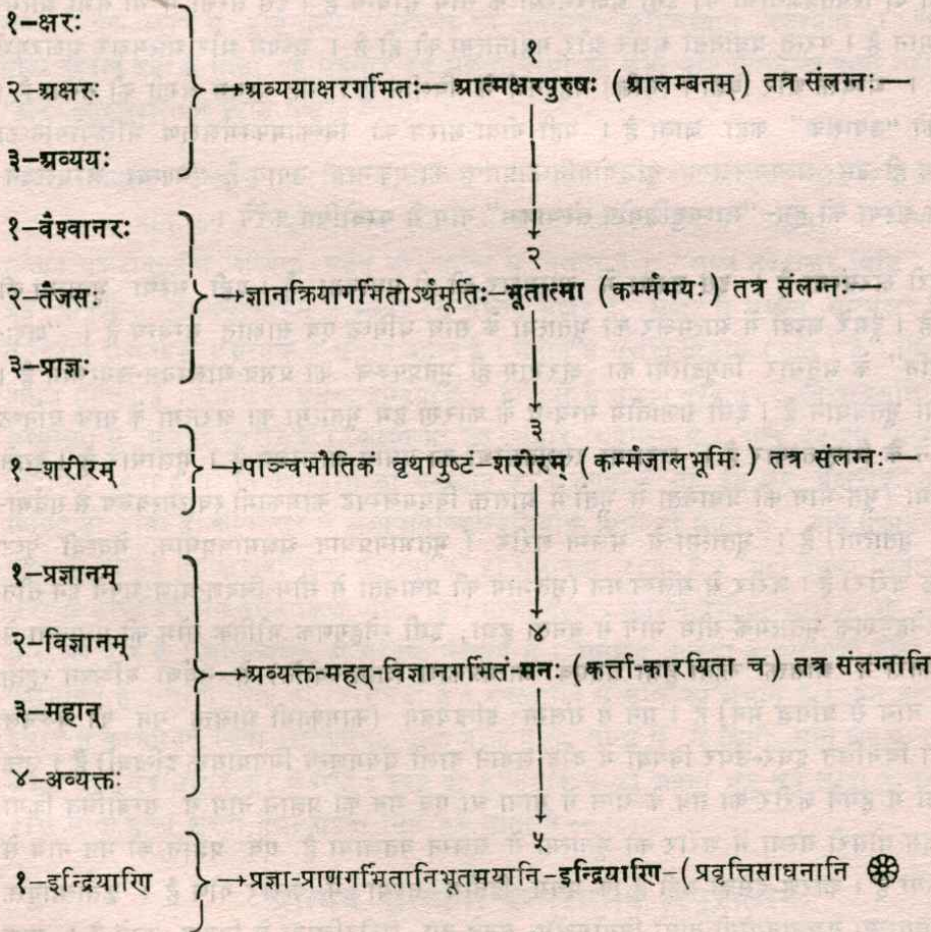 १–क्षरः
२–अक्षरः
३–अव्ययः
१
→अव्ययाक्षरगर्भितः—आत्मक्षरपुरुषः (आलम्बनम्) तत्र संलग्नः—
१–वैश्वानरः
२–तैजसः
३–प्राज्ञः
२
→ज्ञानक्रियागर्भितोऽर्थमूर्तिः–भूतात्मा (कर्म्ममयः) तत्र संलग्नः—
३
१–शरीरम्
→पाञ्चभौतिकं वृथापुष्टं–शरीरम् (कर्म्मजालभूमिः) तत्र संलग्नः–
१–प्रज्ञानम्
२–विज्ञानम्
३–महान्
४–अव्यक्तः
४
→अव्यक्त-महत्-विज्ञानगर्भितं-मनः (कर्त्ता-कारयिता च) तत्र संलग्नानि
५
१–इन्द्रियाणि
→प्रज्ञा-प्राणगर्भितानिभूतमयानि–इन्द्रियाणि–(प्रवृत्तिसाधनानि